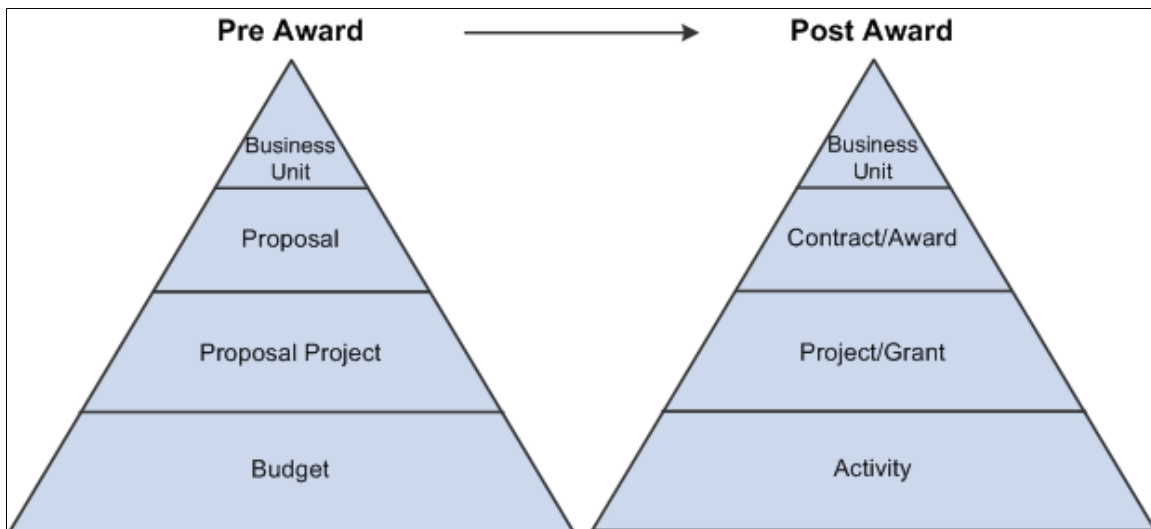 Pre Award
Post Award
Business
Unit
Proposal
Proposal Project
Budget
Business
Unit
Contract/Award
Project/Grant
Activity